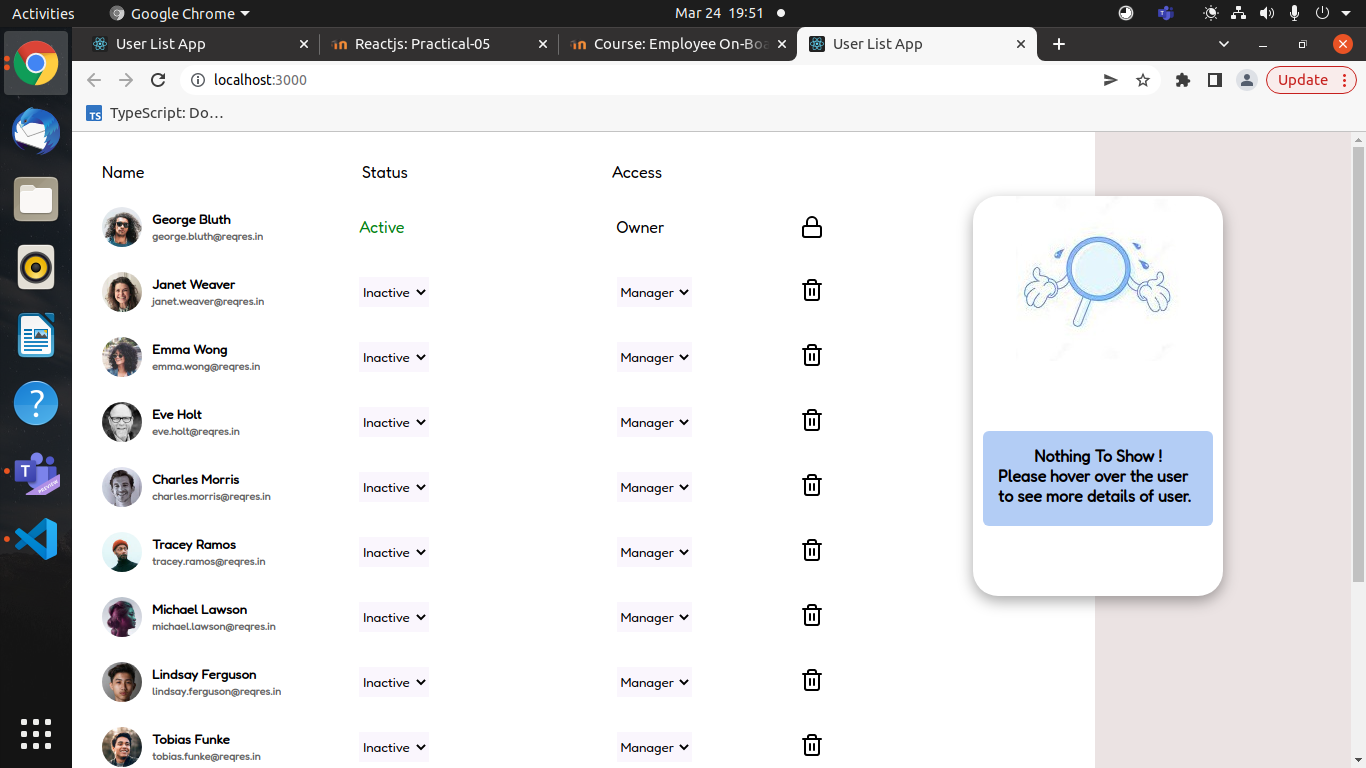 Activities
Google Chrome
Mar 24 19:51
User List App
Reactjs: Practical-05
Course: Employee On-Boa
User List App
localhost:3000
Update
TS
TypeScript: Do…
Name Status Access
George Bluth
george.bluth@reqres.in
Active
Owner
Janet Weaver
janet.weaver@reqres.in
Inactive
Manager
Emma Wong
emma.wong@reqres.in
Inactive
Manager
Eve Holt
eve.holt@reqres.in
Inactive
Manager
Charles Morris
charles.morris@reqres.in
Inactive
Manager
Tracey Ramos
tracey.ramos@reqres.in
Inactive
Manager
Michael Lawson
michael.lawson@reqres.in
Inactive
Manager
Lindsay Ferguson
lindsay.ferguson@reqres.in
Inactive
Manager
Tobias Funke
tobias.funke@reqres.in
Inactive
Manager
Nothing To Show !
Please hover over the user
to see more details of user.
T
PREVIEW
?